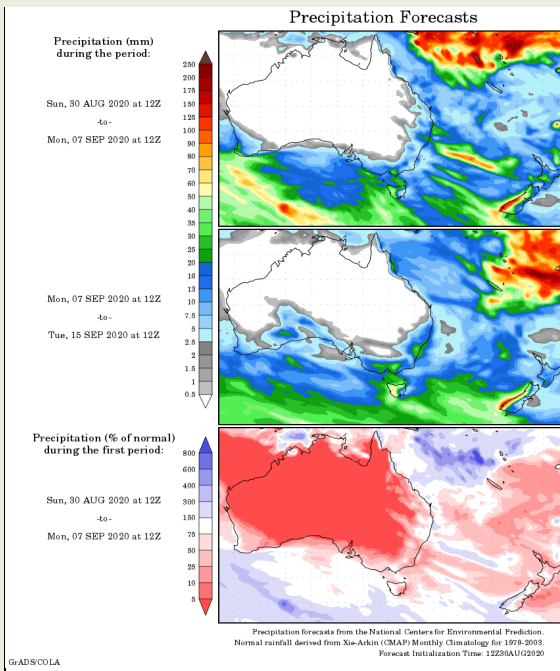 Precipitation Forecasts
Precipitation (mm)
during the period:
Sun, 30 AUG 2020 at 12Z
-to-
Mon, 07 SEP 2020 at 12Z
250
200
175
150
125
100
90
80
70
60
50
40
35
30
25
20
16
13
10
7.5
5
2.5
2
1.5
1
0.5
Mon, 07 SEP 2020 at 12Z
-to-
Tue, 15 SEP 2020 at 12Z
Precipitation (% of normal)
during the first period:
Sun, 30 AUG 2020 at 12Z
-to-
Mon, 07 SEP 2020 at 12Z
800
600
400
300
150
75
50
25
10
5
Precipitation forecasts from the National Centers for Environmental Prediction.
Normal rainfall derived from Xie-Arkin (CMAP) Monthly Climatology for 1979-2003.
Forecast Initialization Time: 12Z30AUG2020
GrADS/COLA